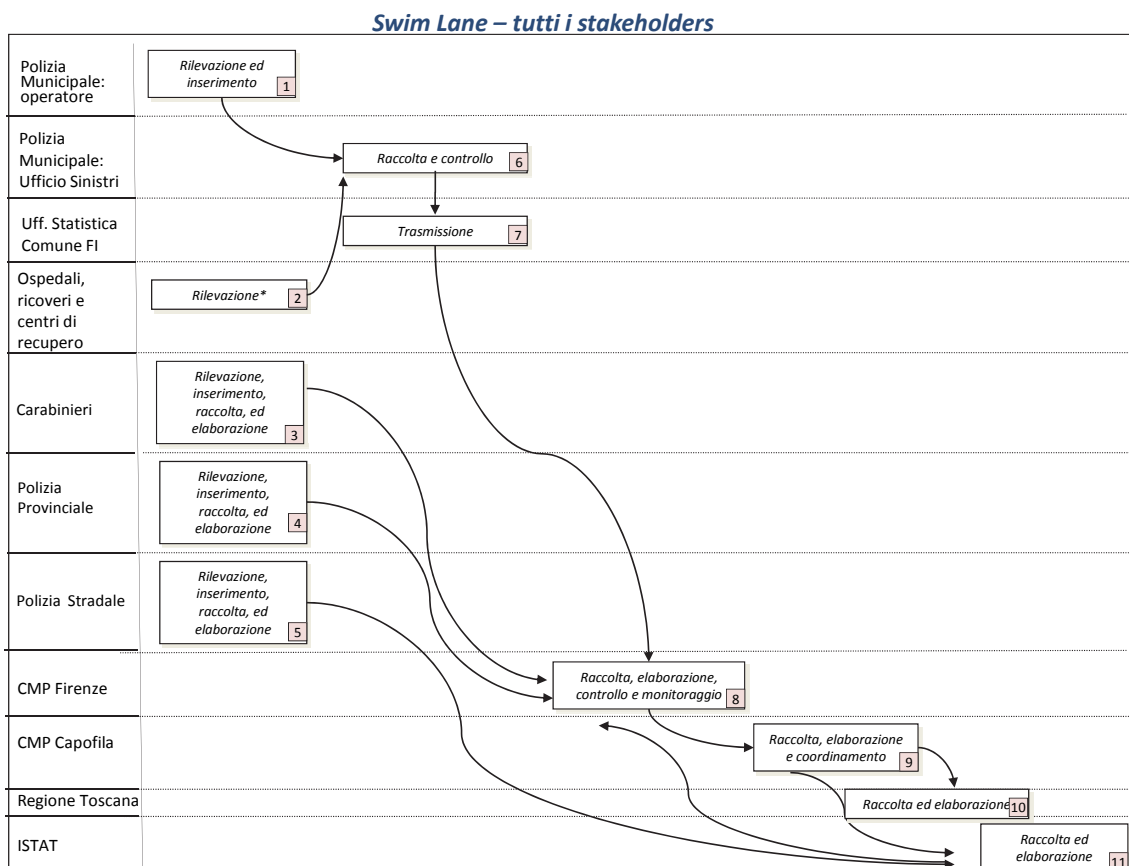 Swim Lane – tutti i stakeholders
Polizia
Municipale:
operatore
Rilevazione ed
inserimento
1
Polizia
Municipale:
Ufficio Sinistri
Raccolta e controllo
6
Uff. Statistica
Comune FI
Trasmissione
7
Ospedali,
ricoveri e
centri di
recupero
Rilevazione*
2
Carabinieri
Rilevazione,
inserimento,
raccolta, ed
elaborazione
3
Polizia
Provinciale
Rilevazione,
inserimento,
raccolta, ed
elaborazione
4
Polizia Stradale
Rilevazione,
inserimento,
raccolta, ed
elaborazione
5
CMP Firenze
Raccolta, elaborazione,
controllo e monitoraggio
8
CMP Capofila
Raccolta, elaborazione
e coordinamento
9
Regione Toscana
Raccolta ed elaborazione
10
ISTAT
Raccolta ed
elaborazione
11